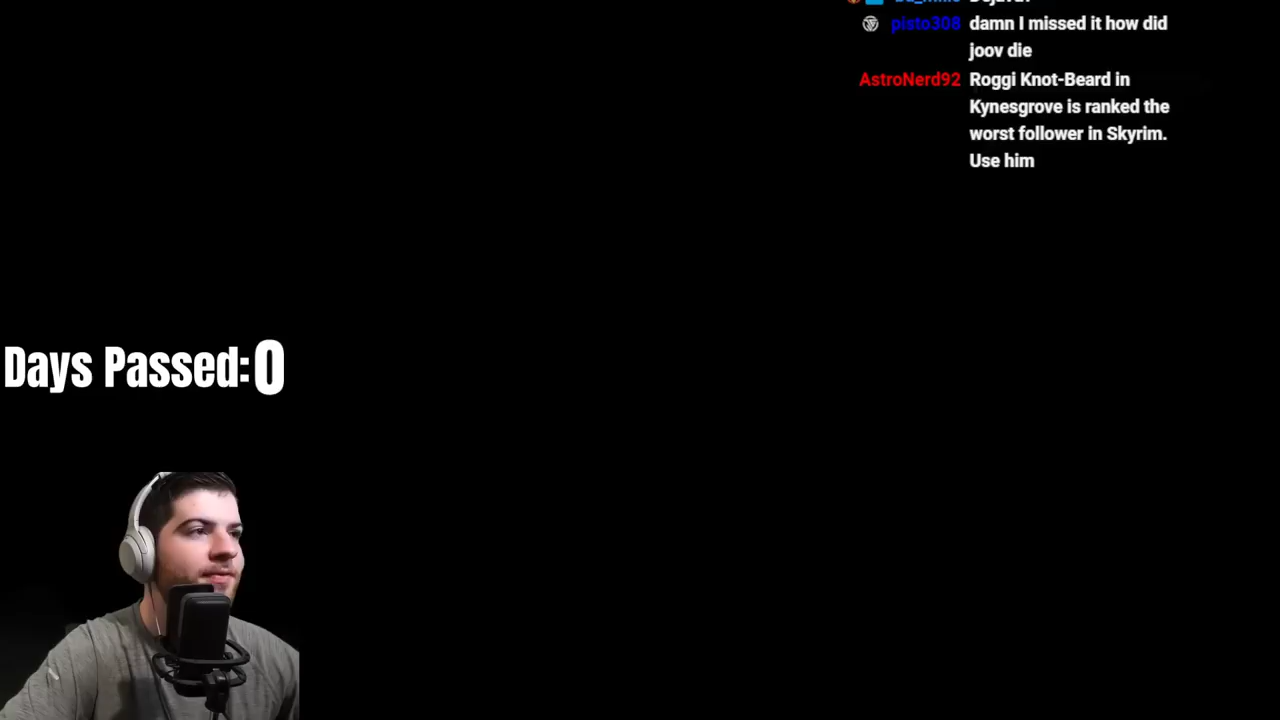 pisto308 damn I missed it how did
joov die
AstroNerd92 Roggi Knot-Beard in
Kynesgrove is ranked the
worst follower in Skyrim.
Use him
Days Passed:0